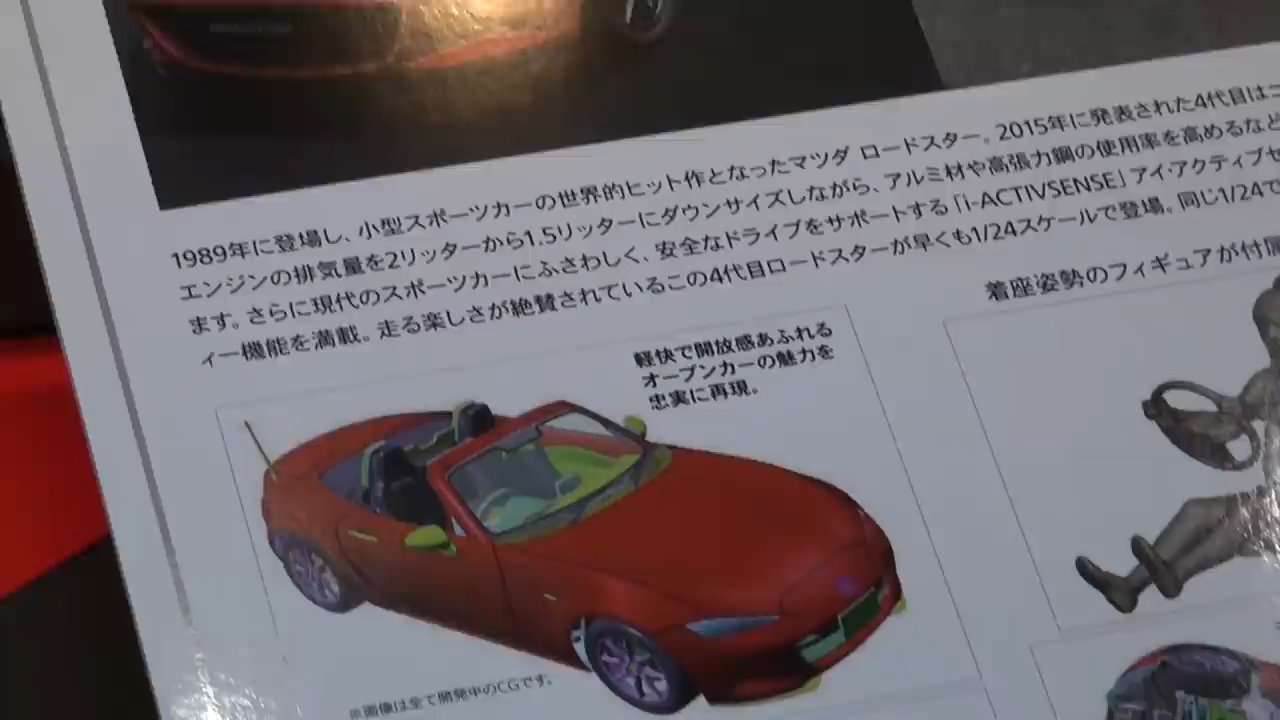 1989年に登場し、小型スポーツカーの世界的ヒット作となったマツダ ロードスター。2015年に発表された4代目は
エンジンの排気量を2リッターから1.5リッターにダウンサイズしながら、アルミ材や高張力鋼の使用率を高めるなど
ます。さらに現代のスポーツカーにふさわしく、安全なドライブをサポートする「i-ACTIVSENSE」アイ・アクティブセ
ィー機能を満載。走る楽しさが絶賛されているこの4代目ロードスターが早くも1/24スケールで登場。同じ1/24で
着座姿勢のフィギュアが付属
軽快で開放感あふれる
オープンカーの魅力を
忠実に再現。
※画像は全て開発中のCGです。